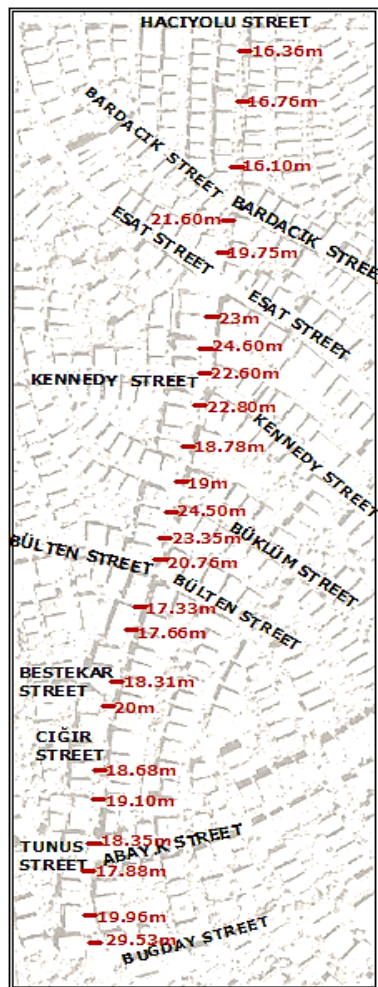 HACIYOLU STREET
16.36m
16.76m
BARDACIK STREET
16.10m
BARDACIK STREET
21.60m
ESAT STREET
19.75m
ESAT STREET
23m
24.60m
KENNEDY STREET
22.60m
22.80m
KENNEDY STREET
18.78m
19m
24.50m
BÜKLÜM STREET
23.35m
BÜLTEN STREET
20.76m
BÜLTEN STREET
17.33m
17.66m
BESTEKAR
STREET
18.31m
20m
CIĞIR
STREET
18.68m
19.10m
18.35m
ABAY.K STREET
TUNUS
STREET
17.88m
19.96m
29.53m
BUGDAY STREET